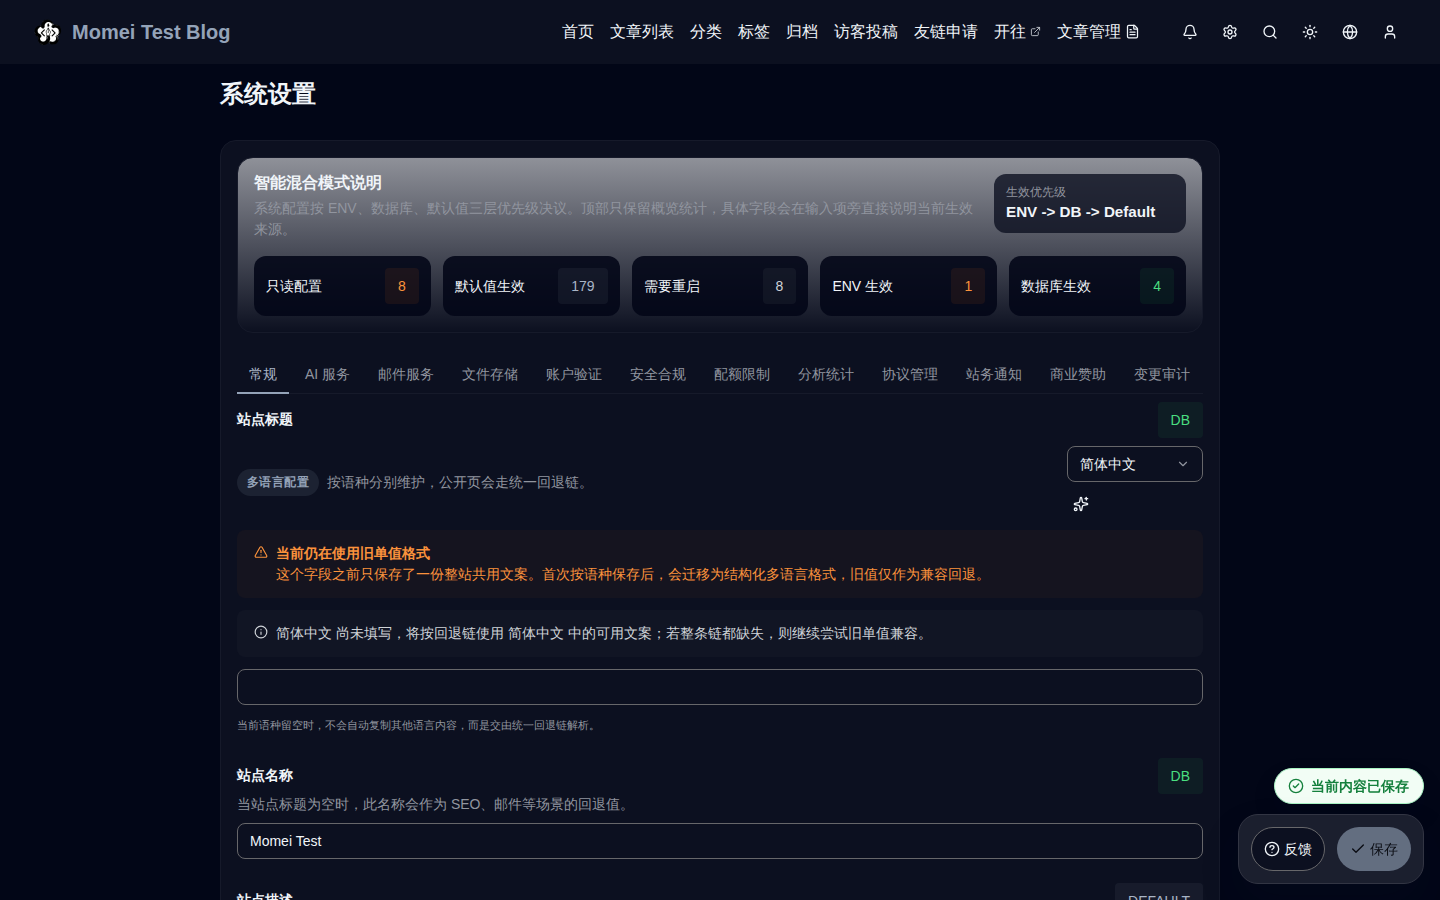 Momei Test Blog
首页 文章列表 分类 标签 归档 访客投稿 友链申请 开往 文章管理
系统设置
智能混合模式说明
系统配置按 ENV、数据库、默认值三层优先级决议。顶部只保留概览统计，具体字段会在输入项旁直接说明当前生效
来源。
生效优先级
ENV -> DB -> Default
只读配置 8
默认值生效 179
需要重启 8
ENV 生效 1
数据库生效 4
常规 AI 服务 邮件服务 文件存储 账户验证 安全合规 配额限制 分析统计 协议管理 站务通知 商业赞助 变更审计
站点标题 DB
简体中文
多语言配置 按语种分别维护，公开页会走统一回退链。
当前仍在使用旧单值格式
这个字段之前只保存了一份整站共用文案。首次按语种保存后，会迁移为结构化多语言格式，旧值仅作为兼容回退。
简体中文 尚未填写，将按回退链使用 简体中文 中的可用文案；若整条链都缺失，则继续尝试旧单值兼容。
当前语种留空时，不会自动复制其他语言内容，而是交由统一回退链解析。
站点名称 DB
当站点标题为空时，此名称会作为 SEO、邮件等场景的回退值。
Momei Test
当前内容已保存
反馈 保存
站点描述 DEFAULT